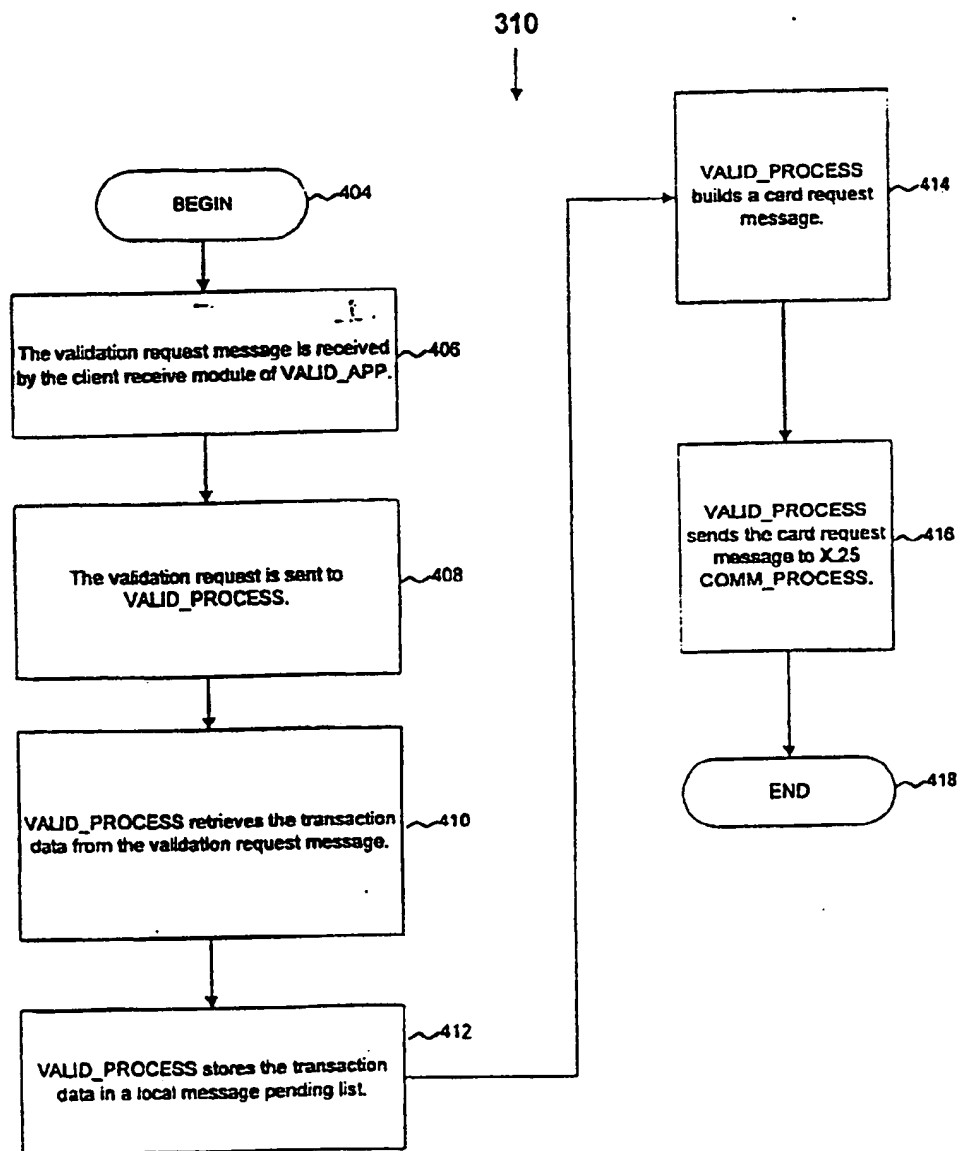 310
BEGIN
404
The validation request message is received
by the client receive module of VALID_APP.
406
The validation request is sent to
VALID_PROCESS.
408
VALID_PROCESS retrieves the transaction
data from the validation request message.
410
412
VALID_PROCESS stores the transaction
data in a local message pending list.
VALID_PROCESS
builds a card request
message.
414
VALID_PROCESS
sends the card request
message to X.25
COMM_PROCESS.
416
END
418